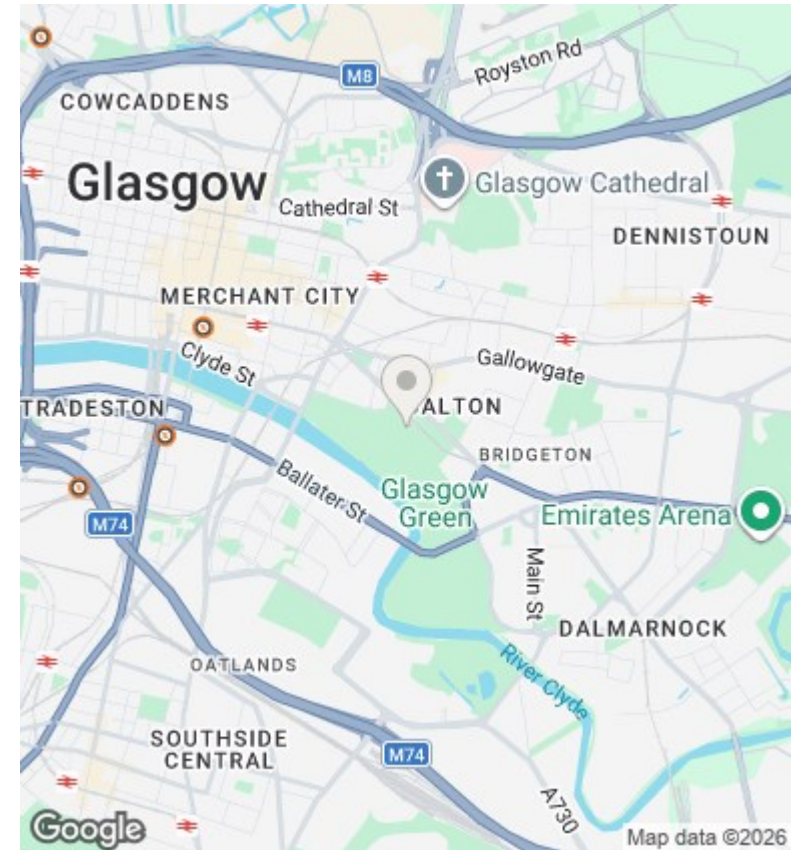 Royston Rd
M8
COWCADDENS
Glasgow
Glasgow Cathedral
Cathedral St
DENNISTOUN
MERCHANT CITY
Clyde St
Gallowgate
TRADESTON
ALTON
BRIDGETON
Ballater St
Glasgow
Green
Emirates Arena
M74
Main St
DALMARNOCK
OATLANDS
River Clyde
SOUTHSIDE
CENTRAL
M74
A730
Google
Map data ©2026